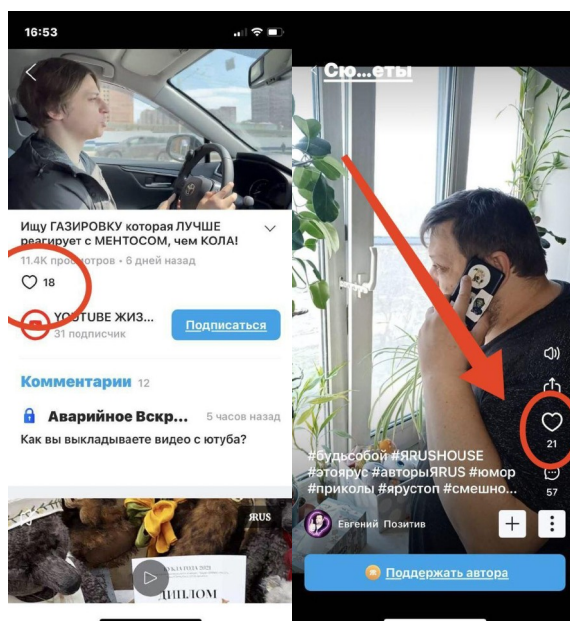 16:53
Ищу ГАЗИРОВКУ которая ЛУЧШЕ
реагирует с МЕНТОСОМ, чем КОЛА!
11.4K просмотров • 6 дней назад
18
YOUTUBE ЖИЗ...
31 подписчик
Подписаться
Комментарии 12
Аварийное Вскр...
5 часов назад
Как вы выкладываете видео с ютуба?
ЯRUS
ДИПЛОМ
Сю...еты
21
#будьсобой #ЯRUSHOUSE
#этоярус #авторыЯRUS #юмор
#приколы #ярустоп #смешно...
57
Евгений Позитив
Поддержать автора